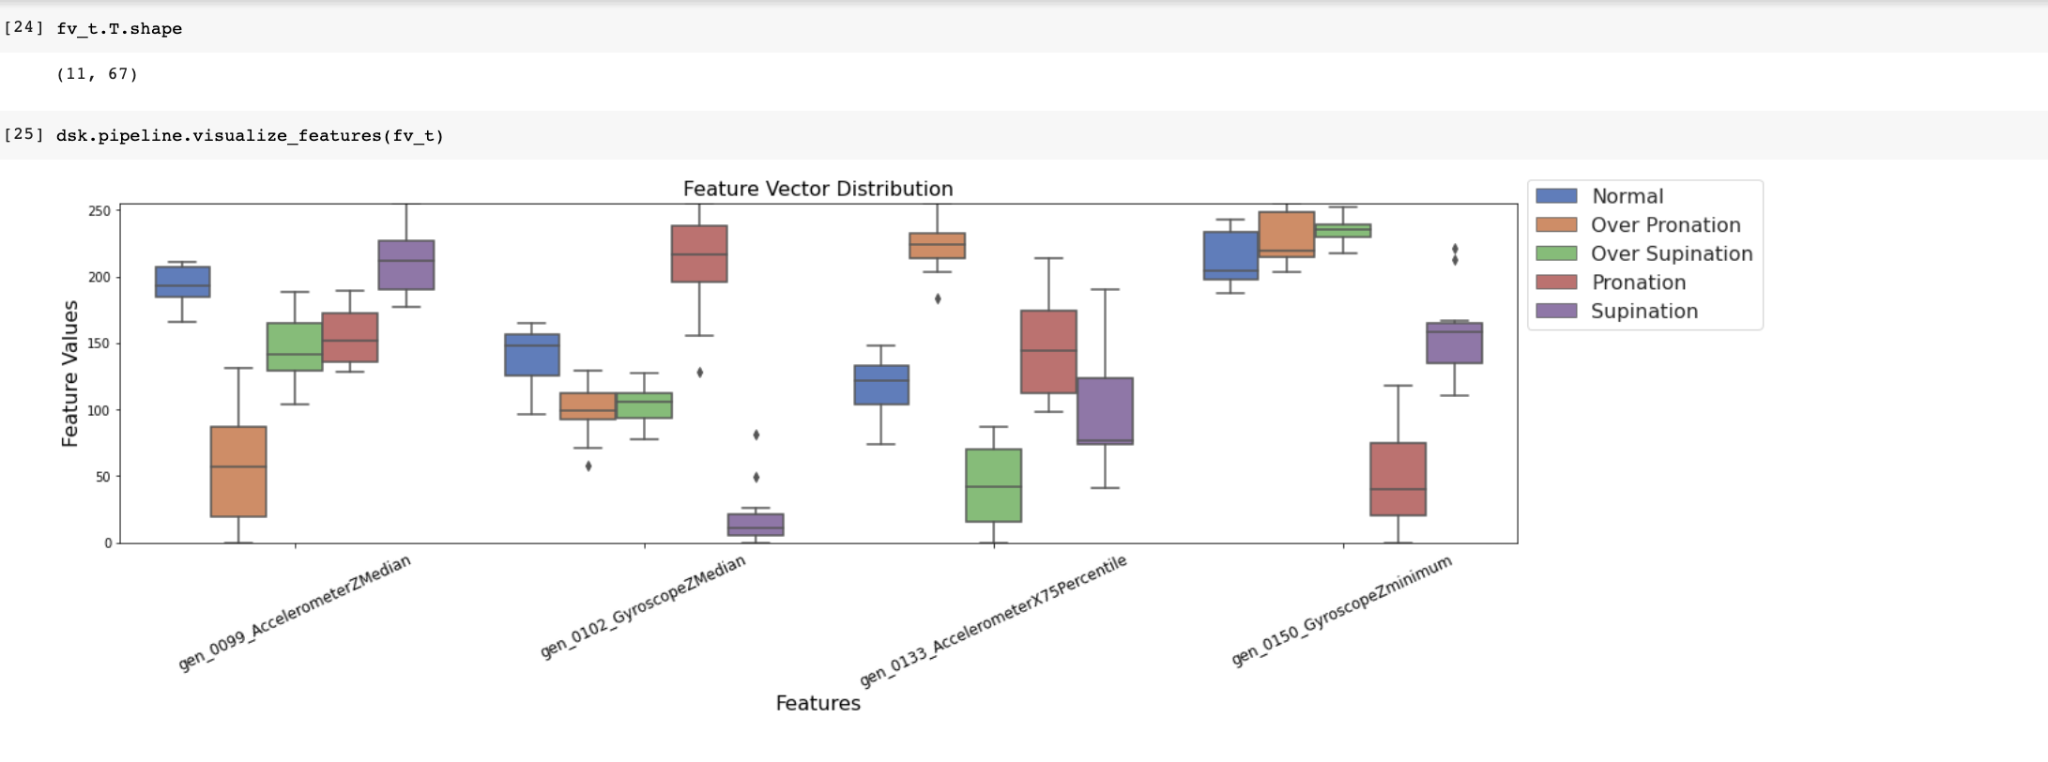 [24] fv_t.T.shape
(11, 67)
[25] dsk.pipeline.visualize_features(fv_t)
Feature Vector Distribution
250
200
150
100
50
0
Feature Values
gen_0099_AccelerometerZMedian
gen_0102_GyroscopeZMedian
gen_0133_AccelerometerX75Percentile
gen_0150_GyroscopeZminimum
Features
Normal
Over Pronation
Over Supination
Pronation
Supination